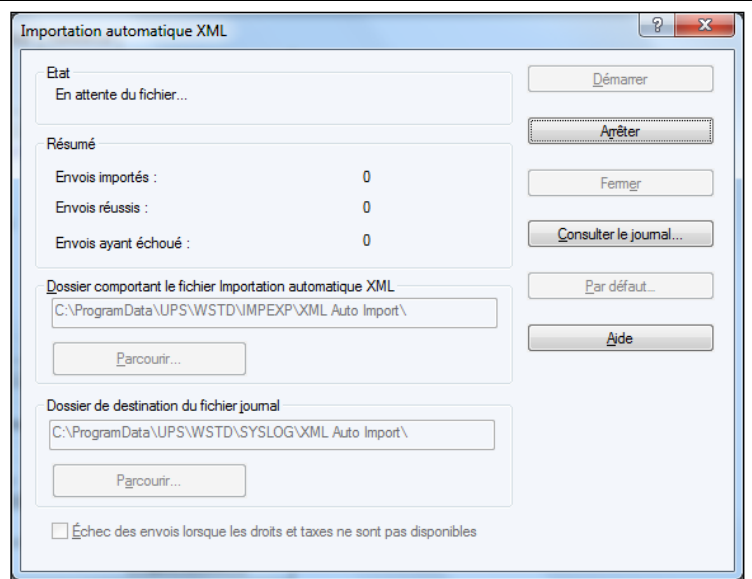 Importation automatique XML
Etat
En attente du fichier...
Démarrer
Arrêter
Résumé
Envois importés : 0
Fermer
Envois réussis : 0
Envois ayant échoué : 0
Consulter le journal...
Dossier comportant le fichier Importation automatique XML
Par défaut...
C:\ProgramData\UPS\WSTD\IMPEXP\XML Auto Import\
Aide
Parcourir...
Dossier de destination du fichier journal
C:\ProgramData\UPS\WSTD\SYSLOG\XML Auto Import\
Parcourir...
Échec des envois lorsque les droits et taxes ne sont pas disponibles